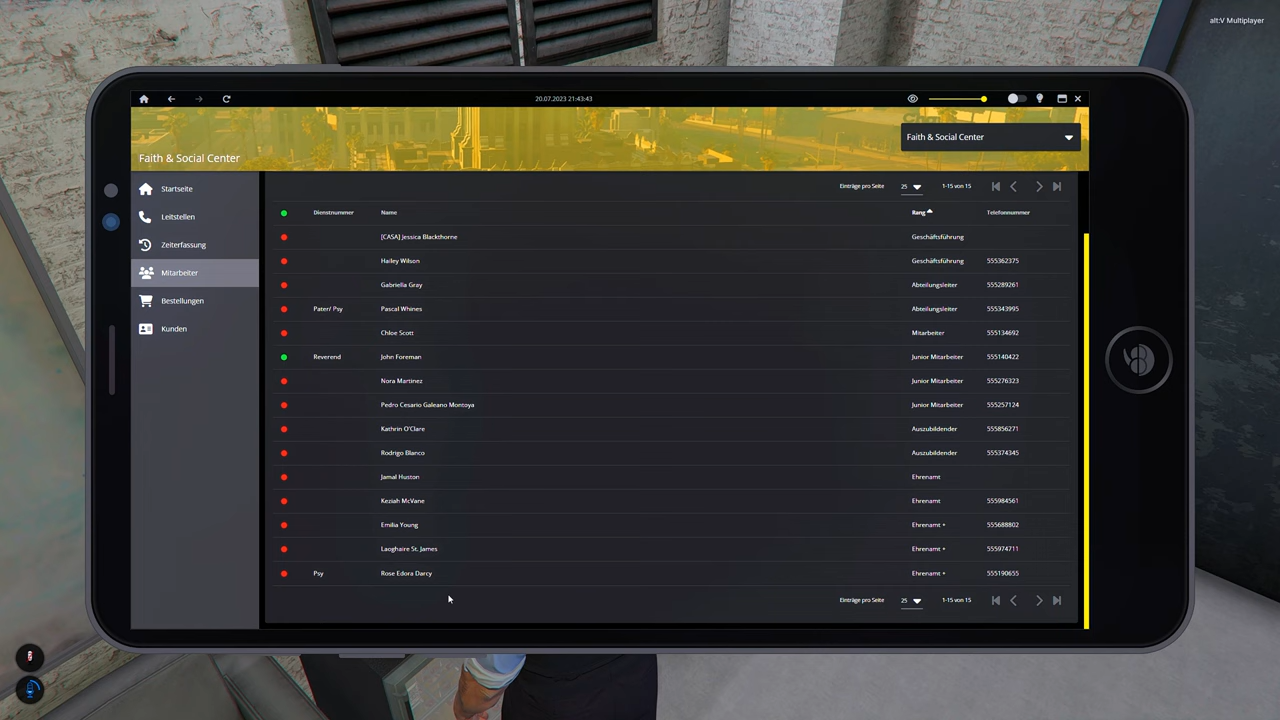 alt:V Multiplayer
20.07.2023 21:43:43
Faith & Social Center
Faith & Social Center
Startseite
Leitstellen
Zeiterfassung
Mitarbeiter
Bestellungen
Kunden
Einträge pro Seite 25 1-15 von 15
Dienstnummer Name Rang Telefonnummer
[CASA] Jessica Blackthorne Geschäftsführung
Hailey Wilson Geschäftsführung 555362375
Gabriella Gray Abteilungsleiter 555289261
Pater/ Psy Pascal Whines Abteilungsleiter 555343995
Chloe Scott Mitarbeiter 555134692
Reverend John Foreman Junior Mitarbeiter 555140422
Nora Martinez Junior Mitarbeiter 555276323
Pedro Cesario Galeano Montoya Junior Mitarbeiter 555257124
Kathrin O'Clare Auszubildender 555856271
Rodrigo Blanco Auszubildender 555374345
Jamal Huston Ehrenamt
Keziah McVane Ehrenamt 555984561
Emilia Young Ehrenamt + 555688802
Laoghaire St. James Ehrenamt + 555974711
Psy Rose Edora Darcy Ehrenamt + 555190655
Einträge pro Seite 25 1-15 von 15